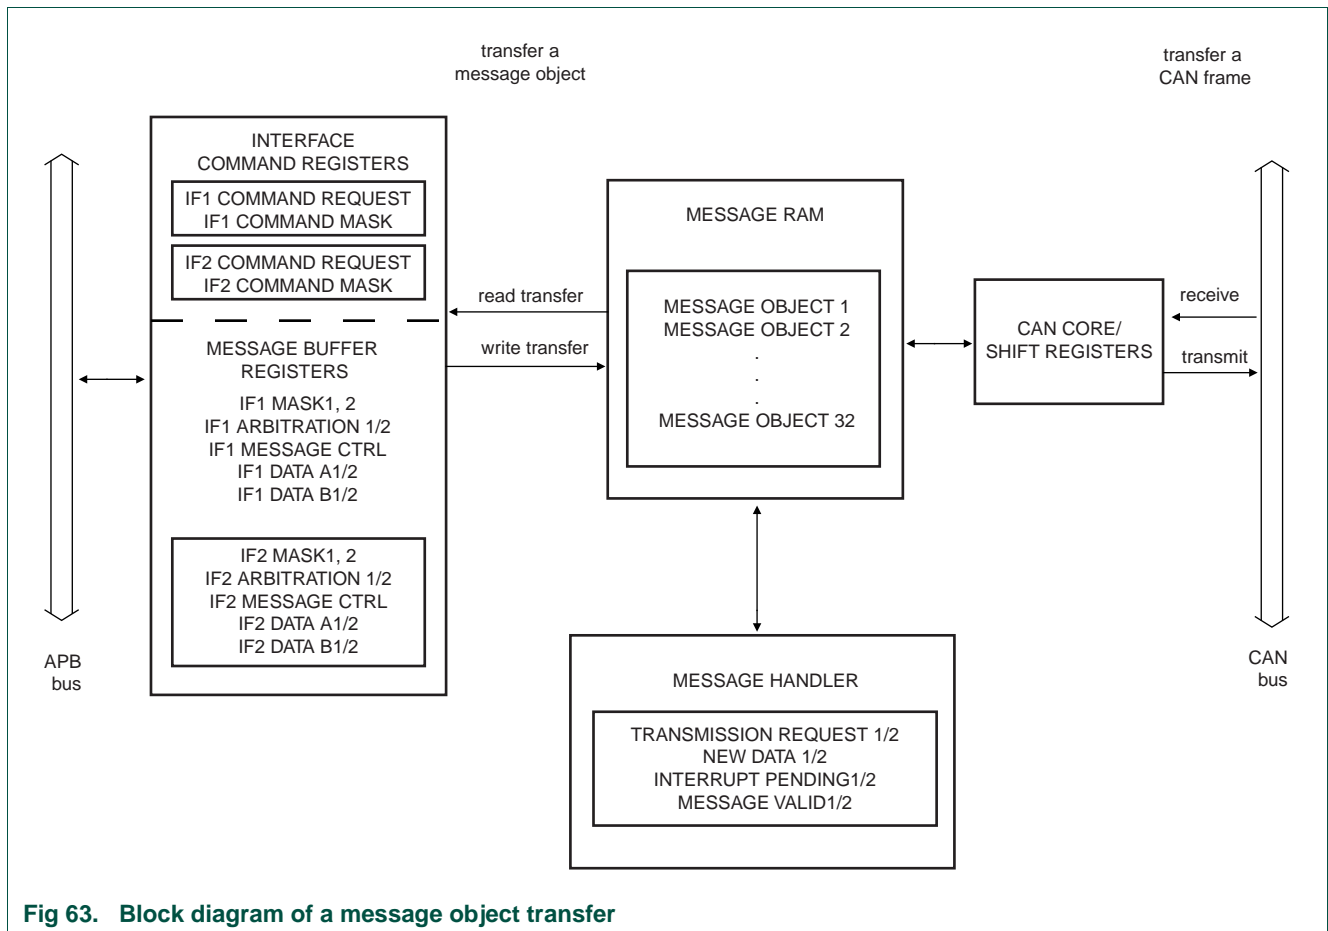 transfer a
message object
transfer a
CAN frame
INTERFACE
COMMAND REGISTERS
IF1 COMMAND REQUEST
IF1 COMMAND MASK
IF2 COMMAND REQUEST
IF2 COMMAND MASK
MESSAGE BUFFER
REGISTERS
IF1 MASK1, 2
IF1 ARBITRATION 1/2
IF1 MESSAGE CTRL
IF1 DATA A1/2
IF1 DATA B1/2
IF2 MASK1, 2
IF2 ARBITRATION 1/2
IF2 MESSAGE CTRL
IF2 DATA A1/2
IF2 DATA B1/2
APB
bus
read transfer
write transfer
MESSAGE RAM
MESSAGE OBJECT 1
MESSAGE OBJECT 2
.
.
.
MESSAGE OBJECT 32
CAN CORE/
SHIFT REGISTERS
receive
transmit
CAN
bus
MESSAGE HANDLER
TRANSMISSION REQUEST 1/2
NEW DATA 1/2
INTERRUPT PENDING1/2
MESSAGE VALID1/2
Fig 63. Block diagram of a message object transfer